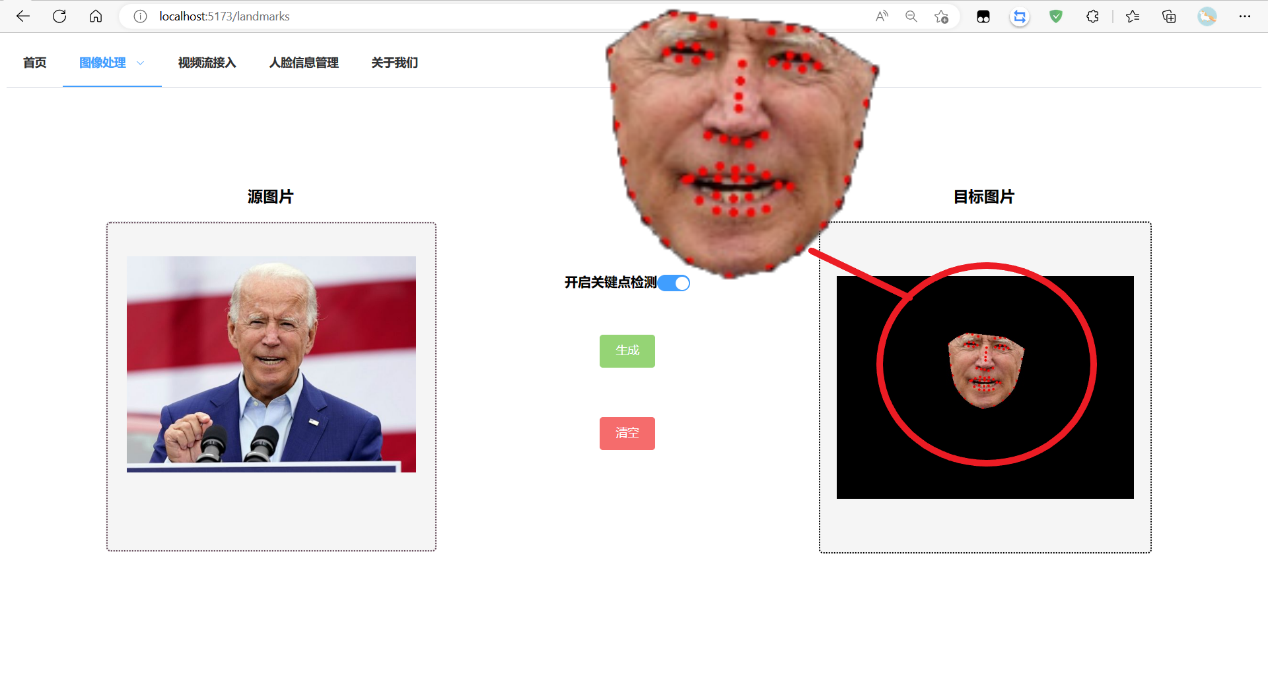 localhost:5173/landmarks
首页 图像处理 视频流接入 人脸信息管理 关于我们
源图片
目标图片
开启关键点检测
生成
清空